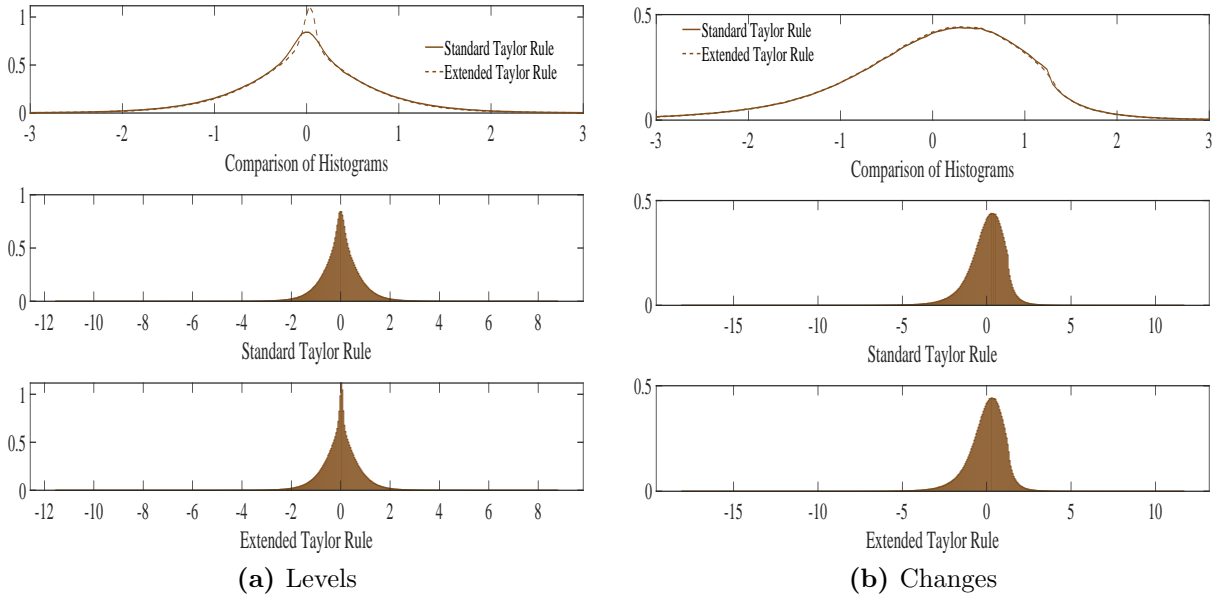 1
0.5
0
-3 -2 -1 0 1 2 3
Standard Taylor Rule
Extended Taylor Rule
Comparison of Histograms
1
0.5
0
-12 -10 -8 -6 -4 -2 0 2 4 6 8
Standard Taylor Rule
1
0.5
0
-12 -10 -8 -6 -4 -2 0 2 4 6 8
Extended Taylor Rule
(a) Levels
0.5
0
-3 -2 -1 0 1 2 3
Standard Taylor Rule
Extended Taylor Rule
Comparison of Histograms
0.5
0
-15 -10 -5 0 5 10
Standard Taylor Rule
0.5
0
-15 -10 -5 0 5 10
Extended Taylor Rule
(b) Changes